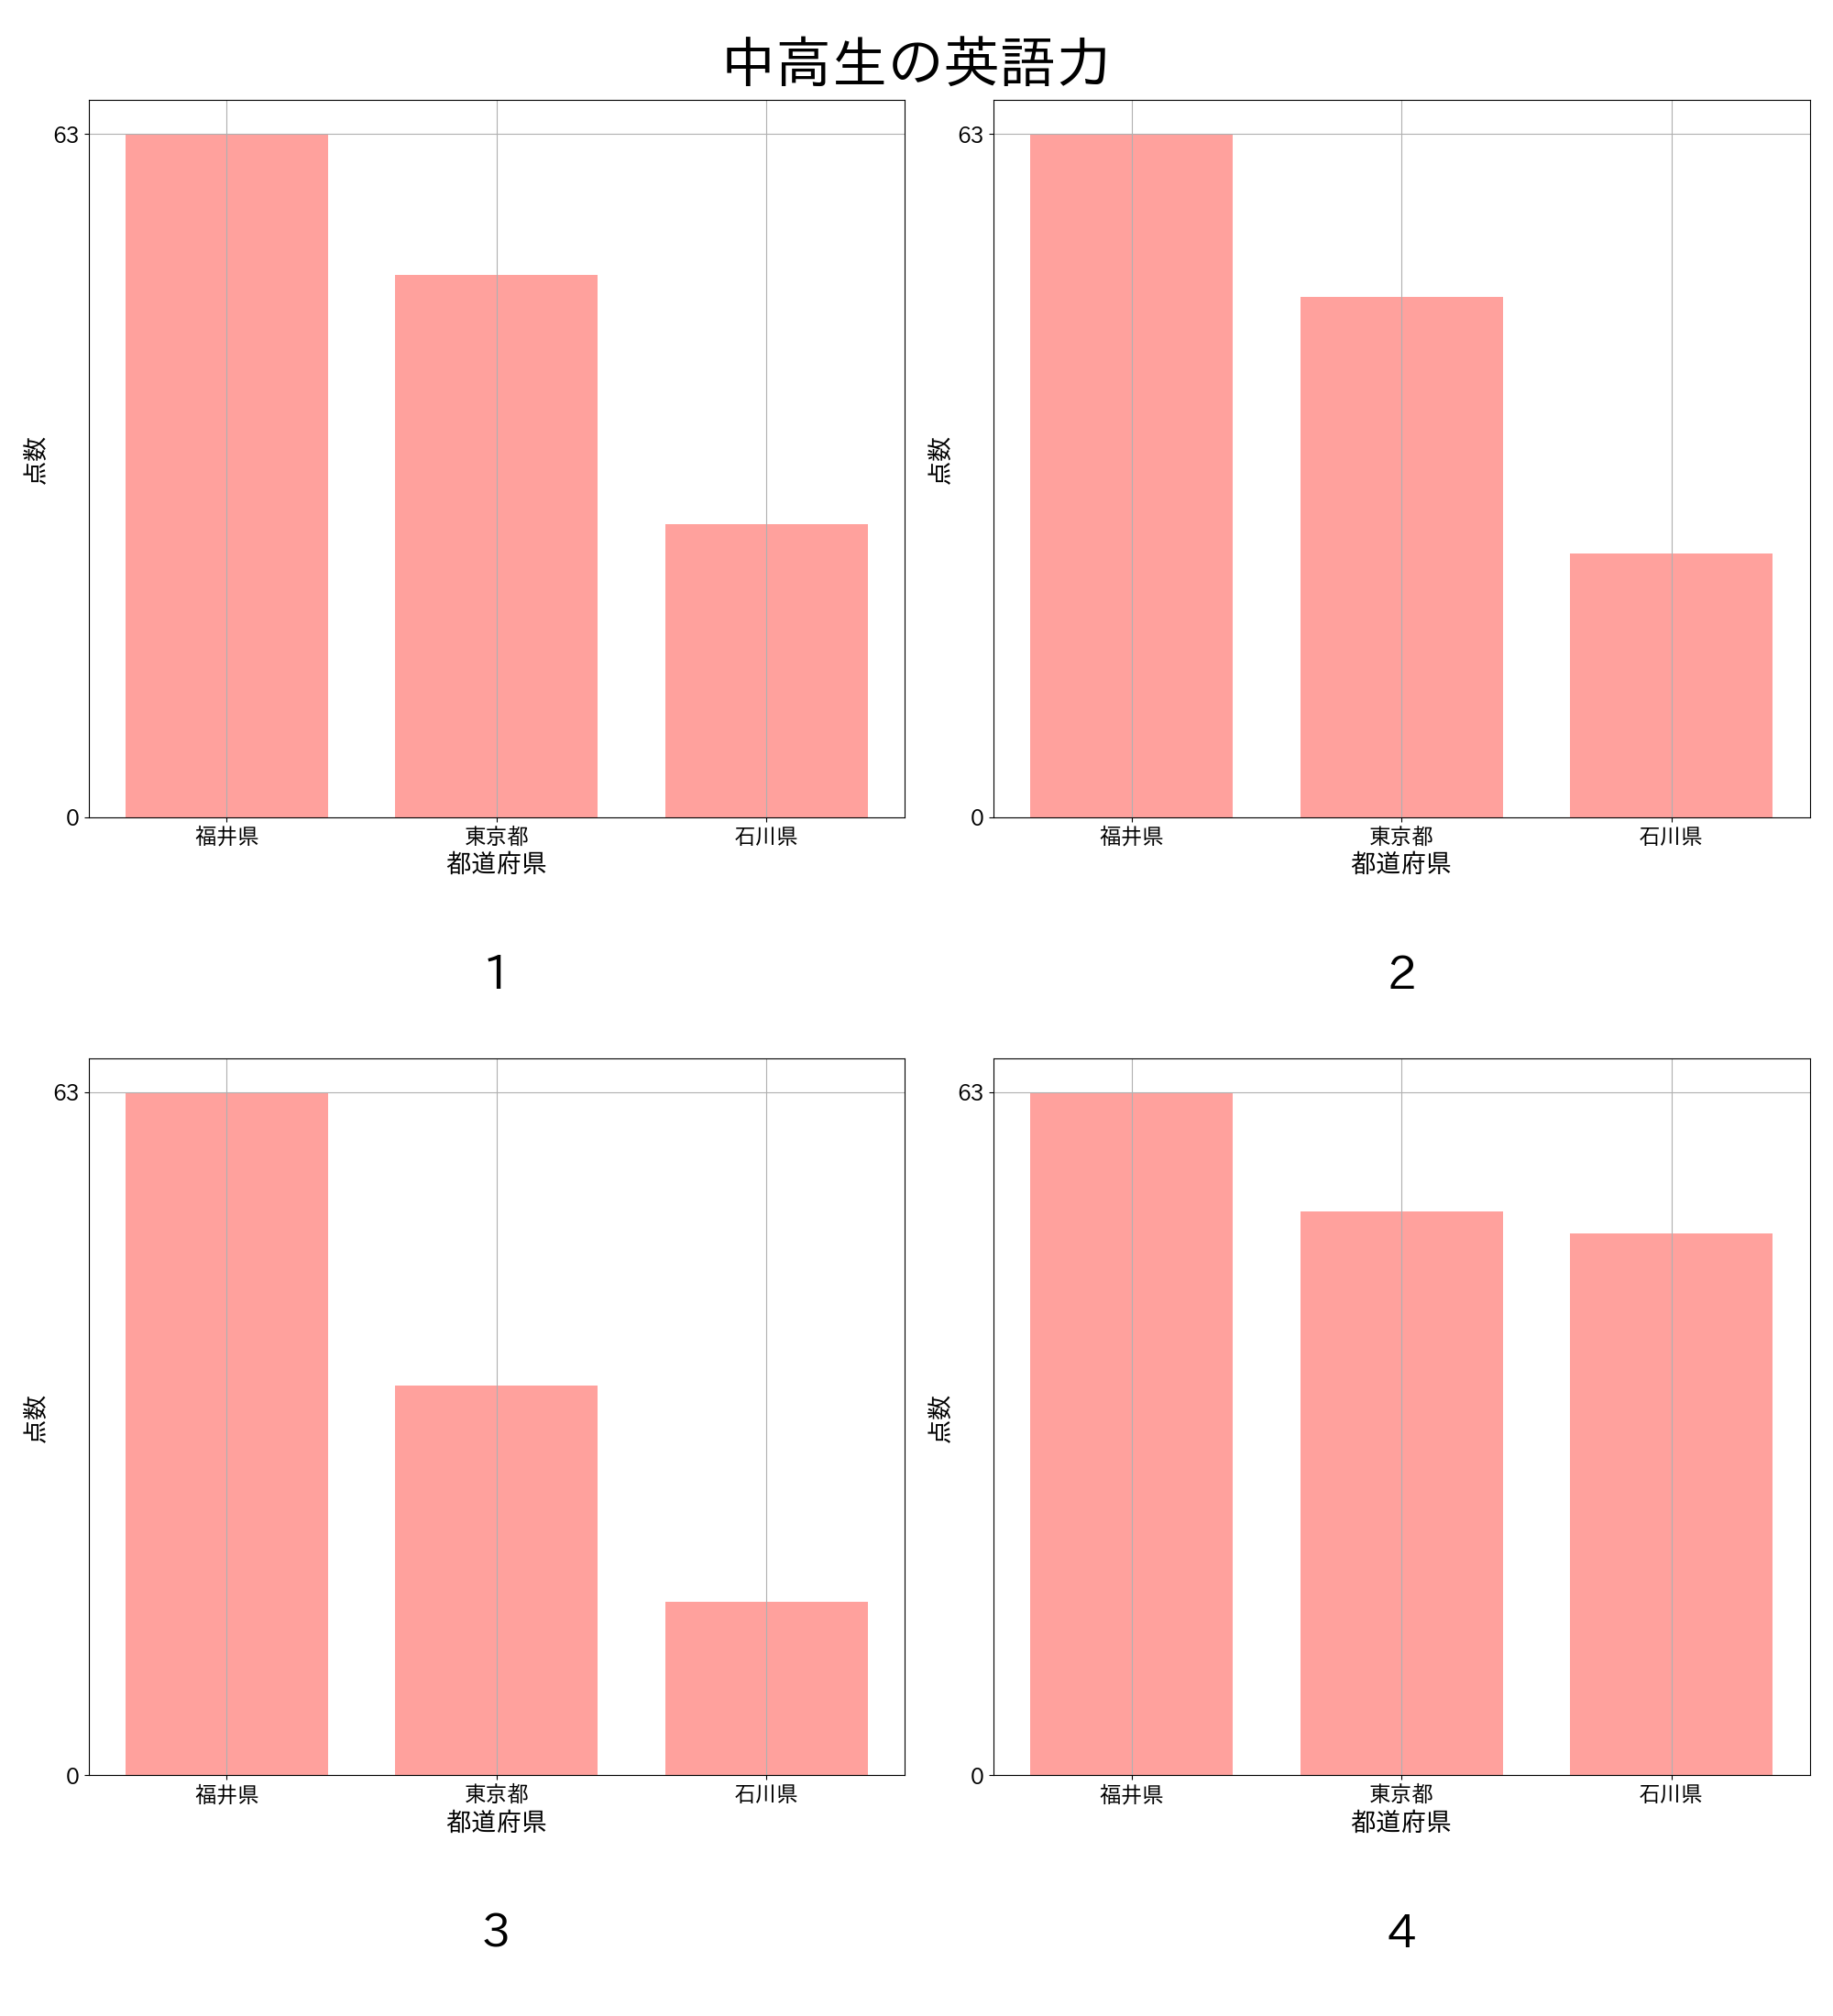 中高生の英語力
63
点数
0
福井県 東京都 石川県
都道府県
1
63
点数
0
福井県 東京都 石川県
都道府県
2
63
点数
0
福井県 東京都 石川県
都道府県
3
63
点数
0
福井県 東京都 石川県
都道府県
4